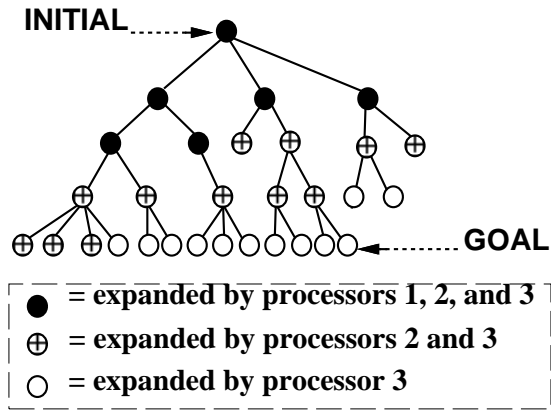 INITIAL
GOAL
= expanded by processors 1, 2, and 3
= expanded by processors 2 and 3
= expanded by processor 3